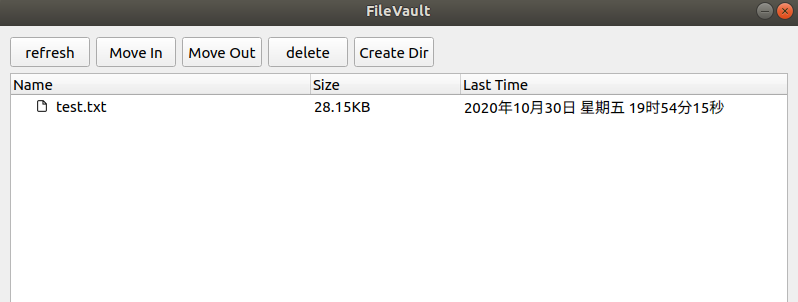 FileVault
refresh Move In Move Out delete Create Dir
Name Size Last Time
test.txt 28.15KB 2020年10月30日 星期五 19时54分15秒